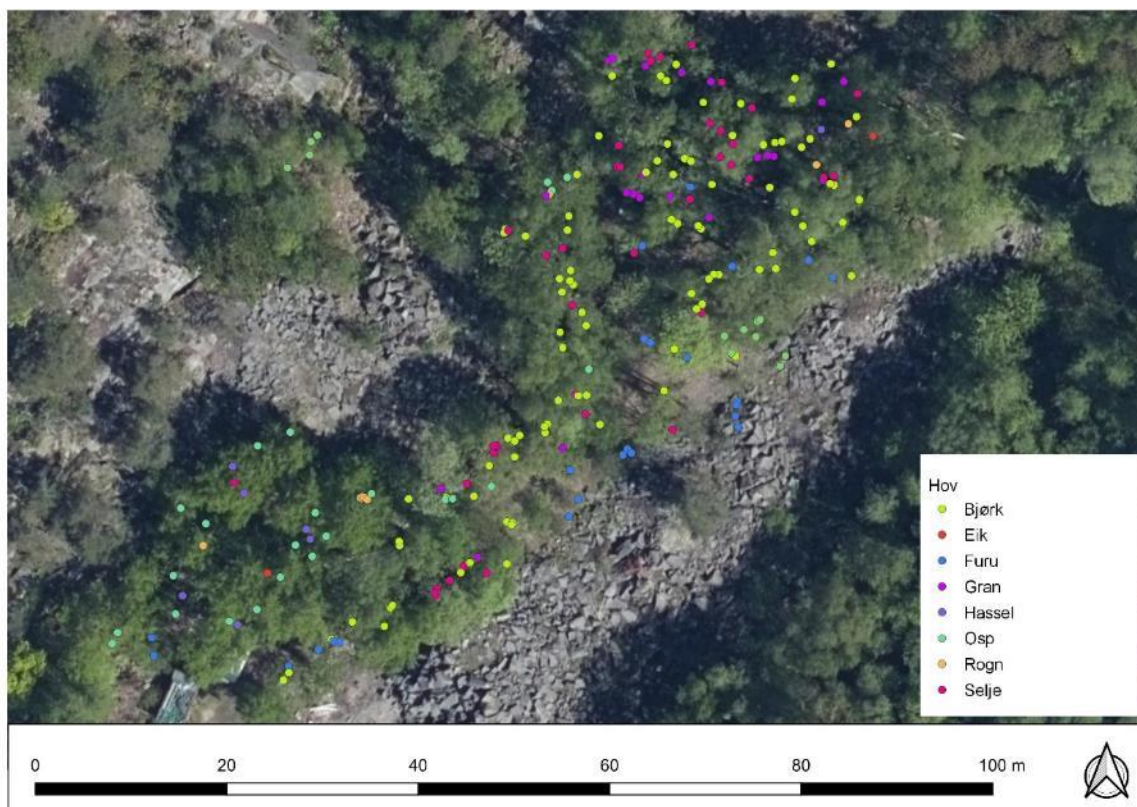 Hov
Bjørk
Eik
Furu
Gran
Hassel
Osp
Rogn
Selje
0 20 40 60 80 100 m